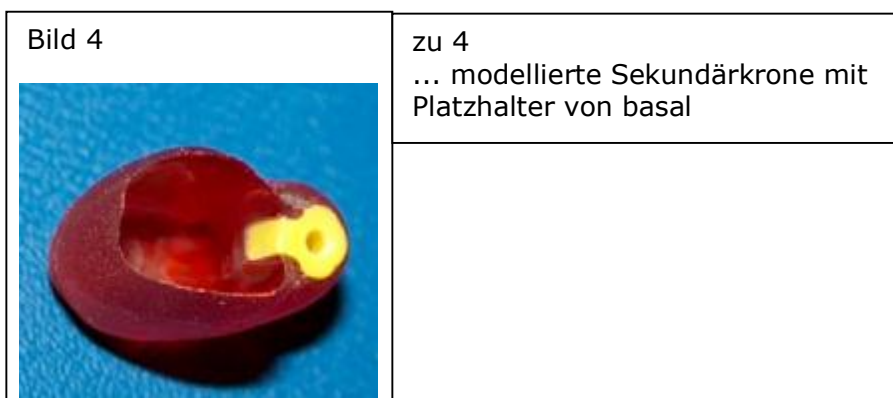 Bild 4
zu 4
... modellierte Sekundärkrone mit
Platzhalter von basal